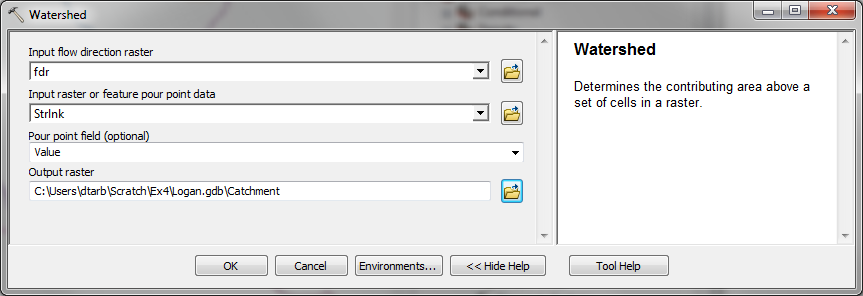 Watershed
Input flow direction raster
fdr
Input raster or feature pour point data
Strlnk
Pour point field (optional)
Value
Output raster
C:\Users\dtarb\Scratch\Ex4\Logan.gdb\Catchment
Watershed
Determines the contributing area above a
set of cells in a raster.
OK
Cancel
Environments...
<< Hide Help
Tool Help